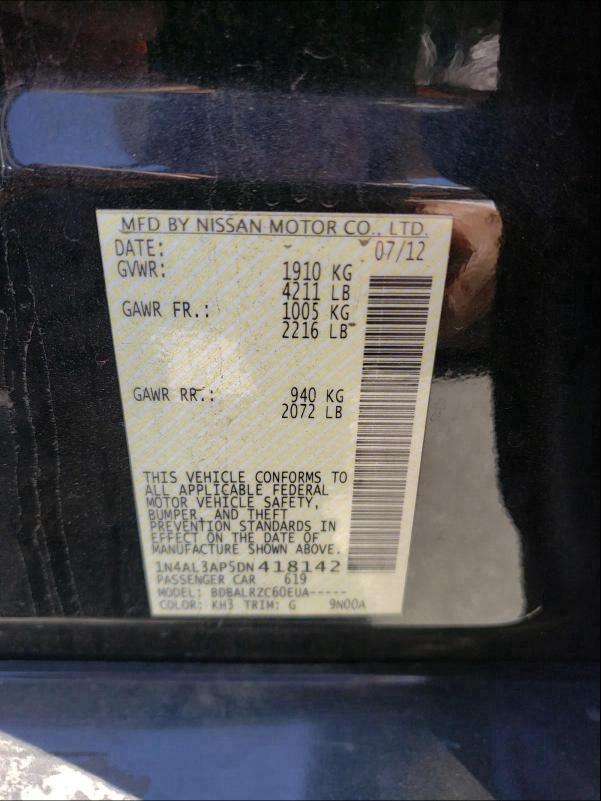 MFD BY NISSAN MOTOR CO., LTD.
DATE: 07/12
GVWR: 1910 KG
4211 LB
GAWR FR.: 1005 KG
2216 LB
GAWR RR.: 940 KG
2072 LB
THIS VEHICLE CONFORMS TO
ALL APPLICABLE FEDERAL
MOTOR VEHICLE SAFETY,
BUMPER, AND THEFT
PREVENTION STANDARDS IN
EFFECT ON THE DATE OF
MANUFACTURE SHOWN ABOVE.
1N4AL3AP5DN418142
PASSENGER CAR 619
MODEL: BDBALRZC60EUA-----
COLOR: KH3 TRIM: G 9N00A